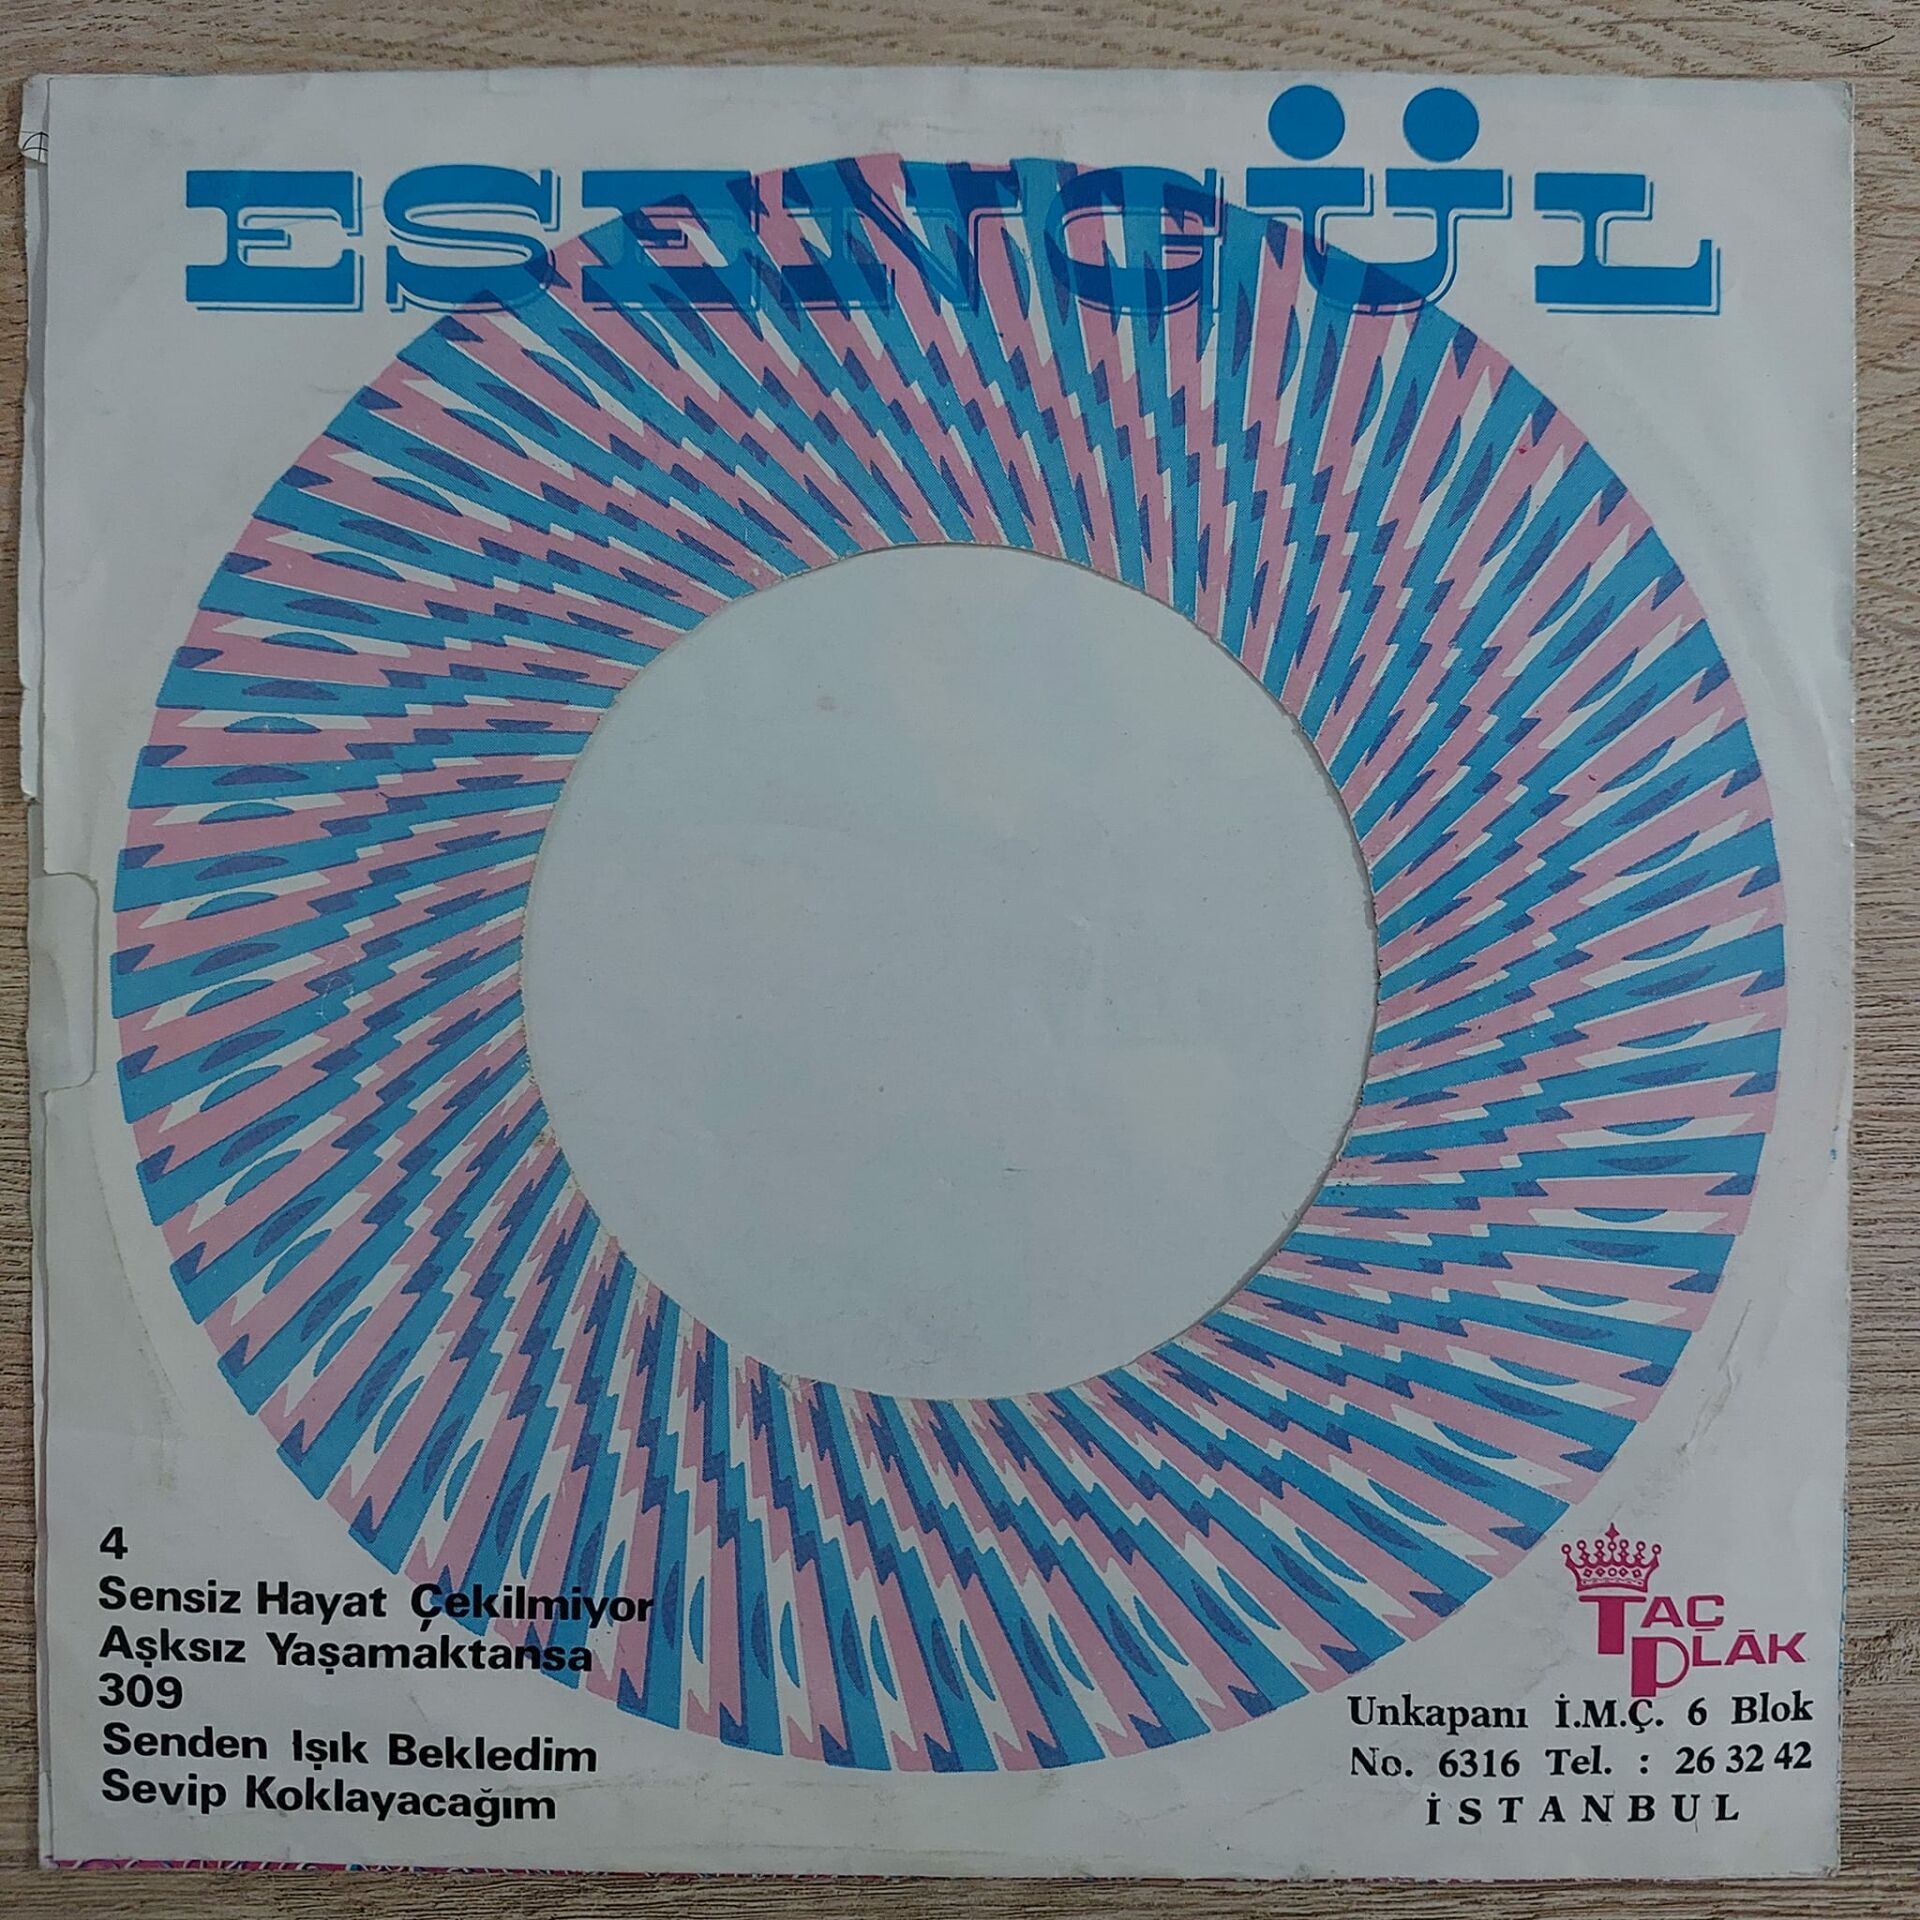 ESENGÜL
4
Sensiz Hayat Çekilmiyor
Aşksız Yaşamaktansa
309
Senden Işık Bekledim
Sevip Koklayacağım
TAÇ
PLÂK
Unkapanı İ.M.Ç. 6 Blok
No. 6316 Tel. : 26 32 42
İSTANBUL